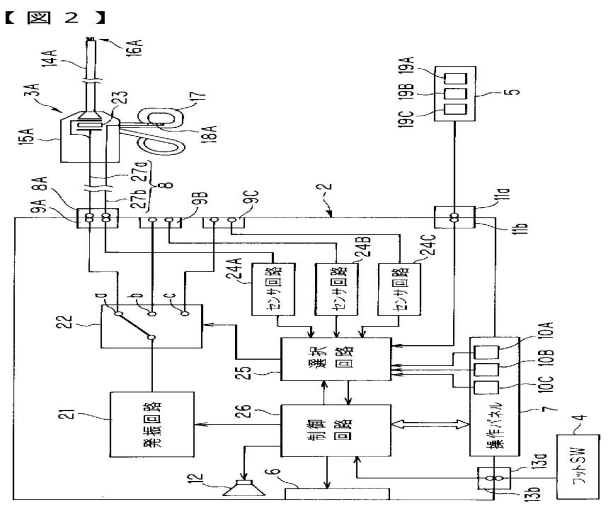 【図2】
16A
14A
3A
23
15A
17
18A
27a
27b
8
8A
9A
9B
9C
2
19A
19B
19C
5
11a
11b
a
b
c
22
24A
センサ回路
24B
センサ回路
24C
センサ回路
21
発振回路
25
選択回路
26
制御回路
10A
10B
10C
操作パネル
7
12
6
13a
13b
フットSW
4